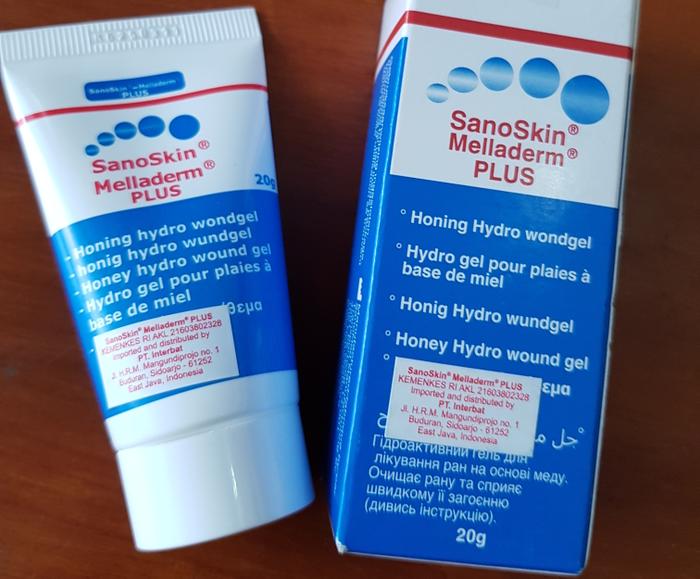 SanoSkin®-Melladerm
PLUS
SanoSkin®
Melladerm®
PLUS
20g
- Honing hydro wondgel
- honig hydro wundgel
- Honey hydro wound gel
- Hydro gel pour plaies à
base de miel
SanoSkin® Melladerm® PLUS
KEMENKES RI AKL 21603802328
Imported and distributed by
PT. Interbat
Jl. H.R.M. Mangundiprojo no. 1
Buduran, Sidoarjo - 61252
East Java, Indonesia
SanoSkin®
Melladerm®
PLUS
° Honing Hydro wondgel
° Hydro gel pour plaies à
base de miel
° Honig Hydro wundgel
° Honey Hydro wound gel
SanoSkin® Melladerm® PLUS
KEMENKES RI AKL 21603802328
Imported and distributed by
PT. Interbat
Jl. H.R.M. Mangundiprojo no. 1
Buduran, Sidoarjo - 61252
East Java, Indonesia
Гідроактивний гель для
лікування ран на основі меду.
Очищає рану та сприяє
швидкому її загоєнню
(дивись інструкцію).
20g